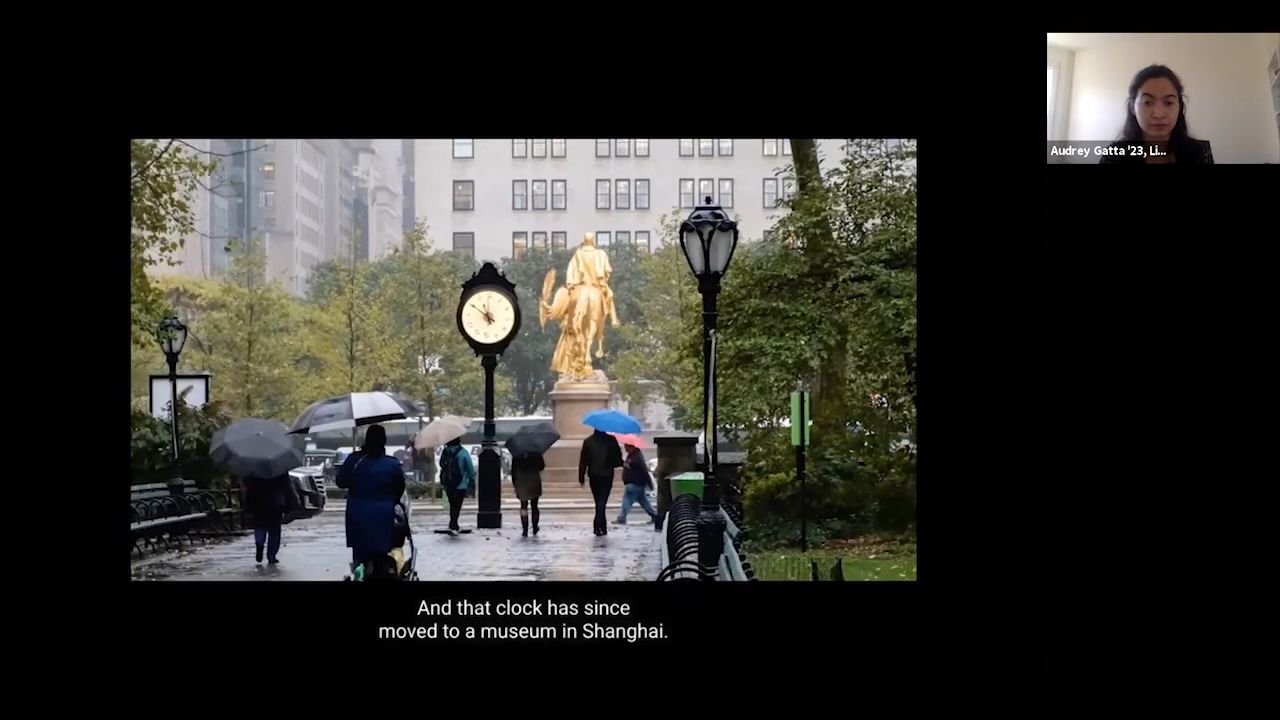 Audrey Gatta '23, Li...
And that clock has since
moved to a museum in Shanghai.